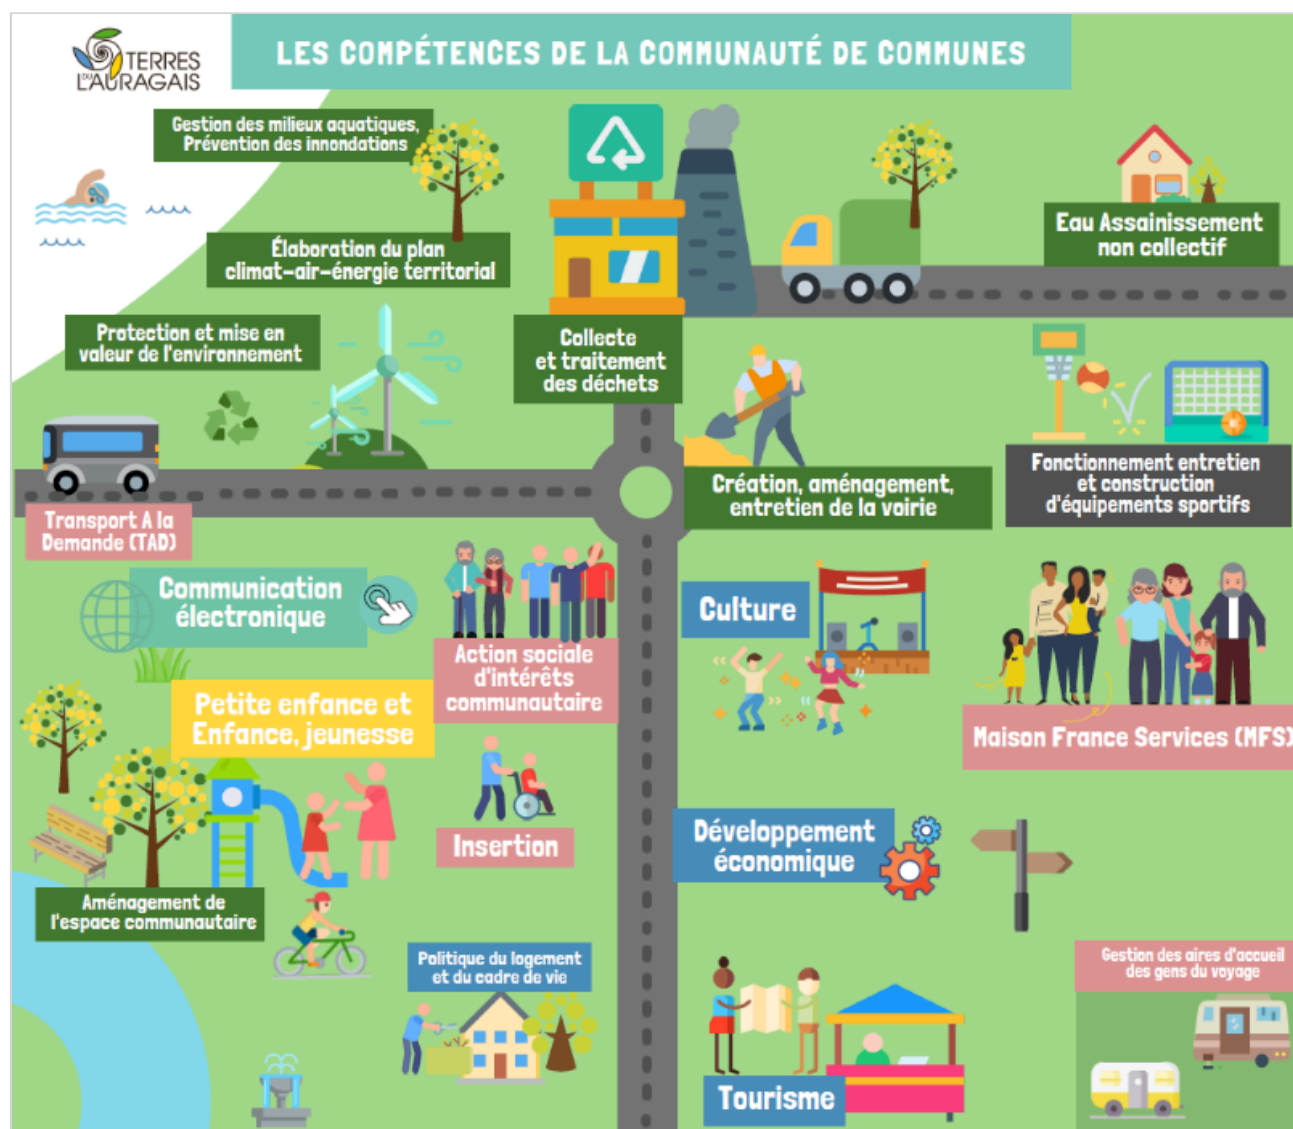 TERRES
DU
L'AURAGAIS
LES COMPÉTENCES DE LA COMMUNAUTÉ DE COMMUNES
Gestion des milieux aquatiques,
Prévention des innondations
Élaboration du plan
climat-air-énergie territorial
Eau Assainissement
non collectif
Protection et mise en
valeur de l'environnement
Collecte
et traitement
des déchets
Création, aménagement,
entretien de la voirie
Fonctionnement entretien
et construction
d'équipements sportifs
Transport A la
Demande (TAD)
Communication
électronique
Action sociale
d'intérêts
communautaire
Culture
Petite enfance et
Enfance, jeunesse
Maison France Services (MFS)
Insertion
Développement
économique
Aménagement de
l'espace communautaire
Politique du logement
et du cadre de vie
Gestion des aires d'accueil
des gens du voyage
Tourisme